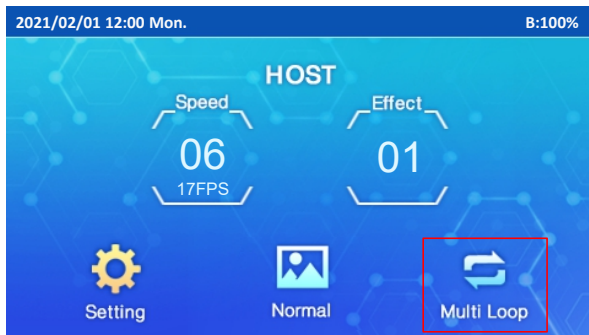 2021/02/01 12:00 Mon. B:100%
HOST
Speed Effect
06 01
17FPS
Setting Normal Multi Loop